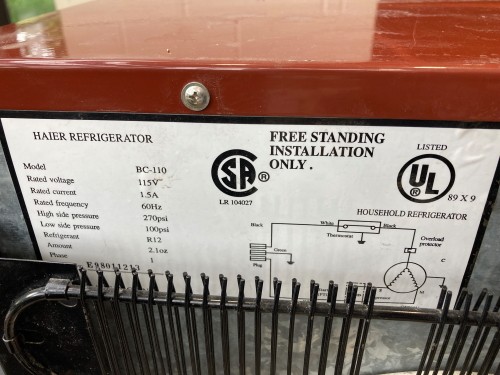 HAIER REFRIGERATOR
Model BC-110
Rated voltage 115V~
Rated current 1.5A
Rated frequency 60Hz
High side pressure 270psi
Low side pressure 100psi
Refrigerant R12
Amount 2.1oz
Phase 1
E98011213
SA ®
LR 104027
FREE STANDING
INSTALLATION
ONLY .
LISTED
UL ®
89 X 9
HOUSEHOLD REFRIGERATOR
Black White Black
Thermostat
Green
Plug
Overload
protector
C
M